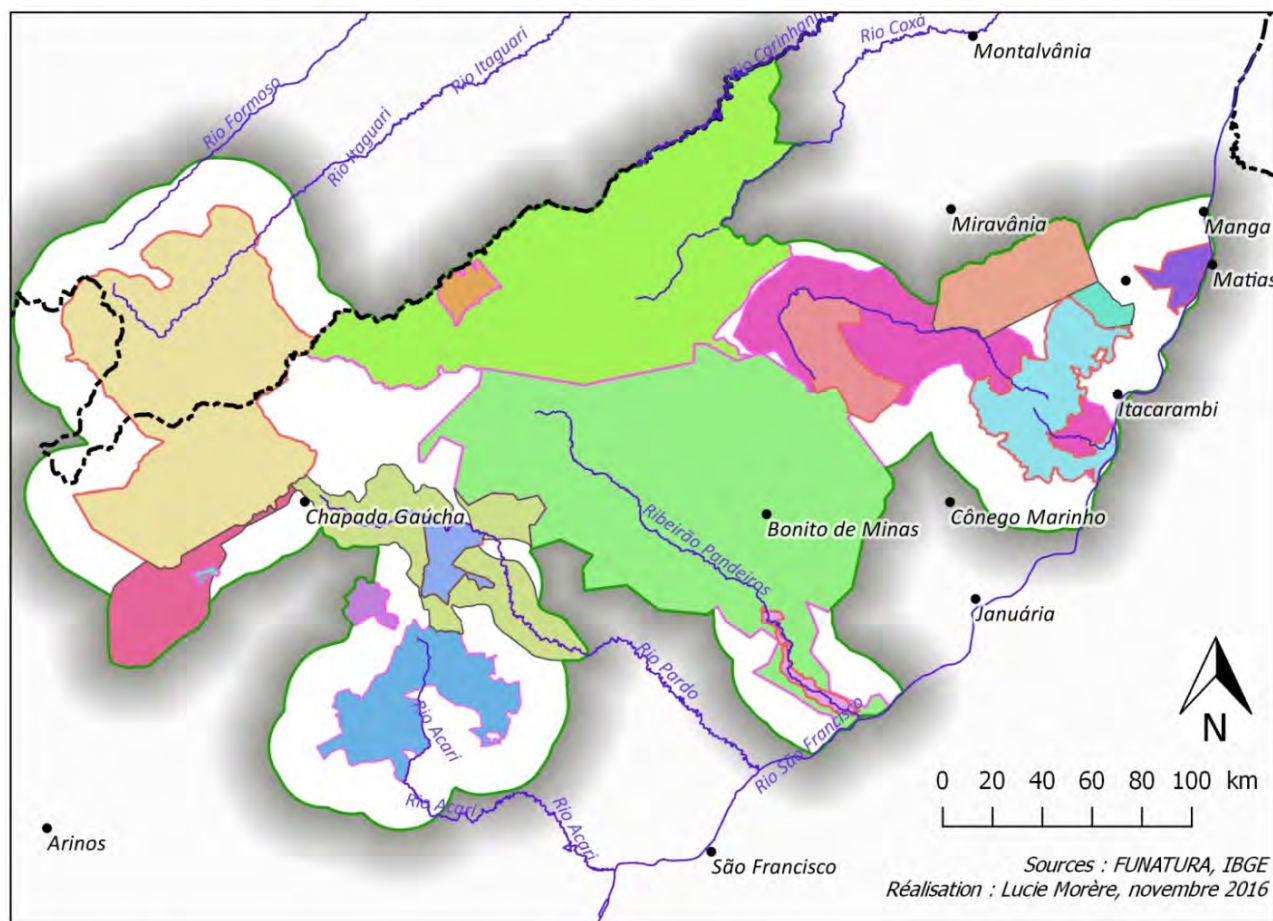 Rio Formoso
Rio Itaguari
Rio Itaguari
Rio Carinhanh
Rio Coxá
Montalvânia
Miravânia
Manga
Matias
Itacarambi
Chapada Gaúcha
Ribeirão Pandeiros
Bonito de Minas
Cônego Marinho
Januária
Rio Pardo
Rio Acari
Rio Acari
Rio Acari
Rio São Francisco
São Francisco
Arinos
N
0 20 40 60 80 100 km
Sources : FUNATURA, IBGE
Réalisation : Lucie Morère, novembre 2016